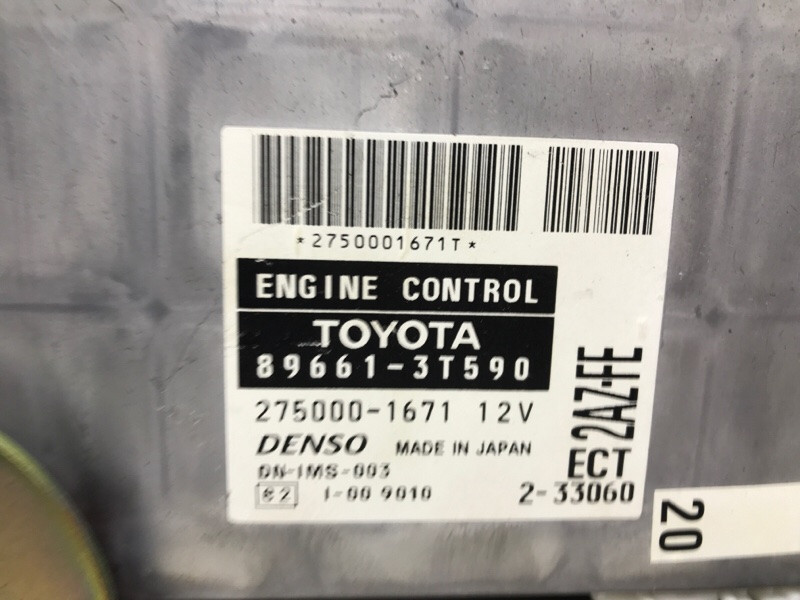 *2750001671T*
ENGINE CONTROL
TOYOTA
89661-3T590
275000-1671 12V
DENSO MADE IN JAPAN
DN-IMS-003
82 1-00 9010
2AZ-FE
ECT
2-33060
20